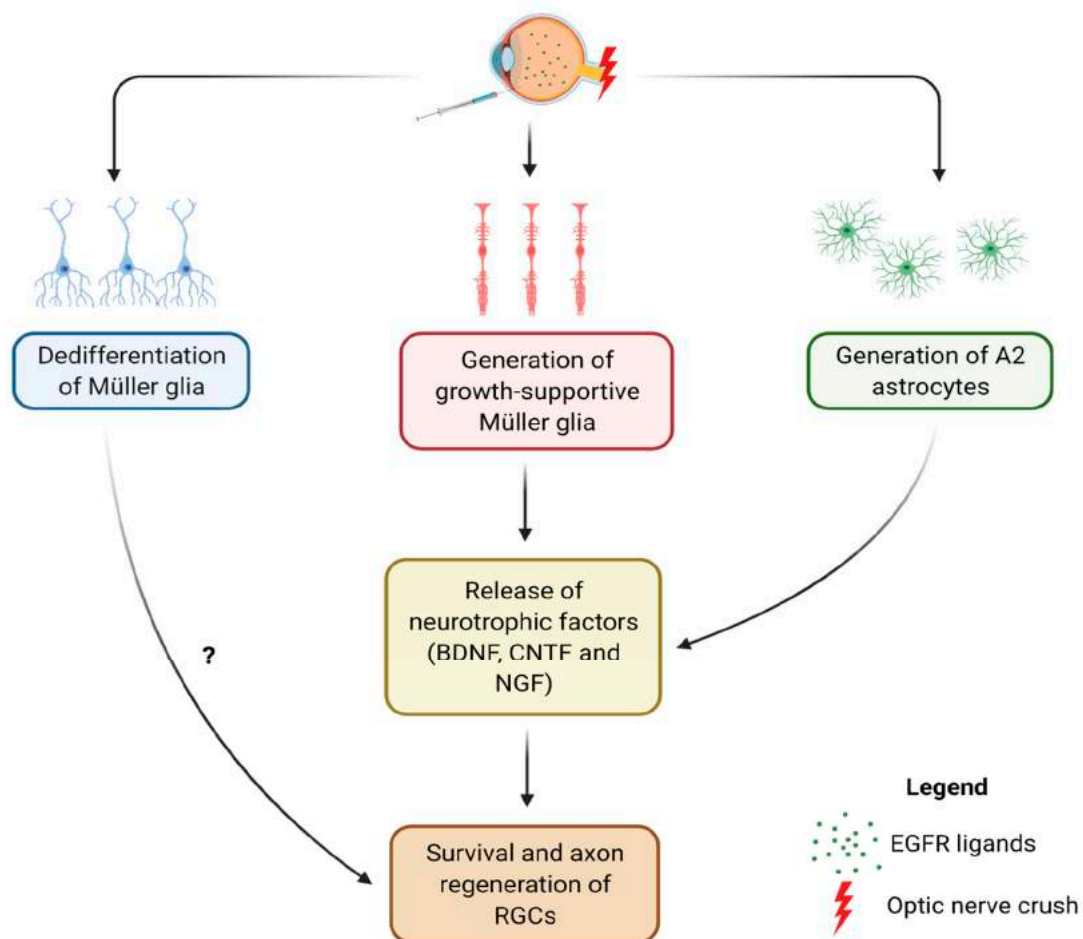 Dedifferentiation
of Müller glia
Generation of
growth-supportive
Müller glia
Generation of A2
astrocytes
Release of
neurotrophic factors
(BDNF, CNTF and
NGF)
?
Survival and axon
regeneration of
RGCs
Legend
EGFR ligands
Optic nerve crush